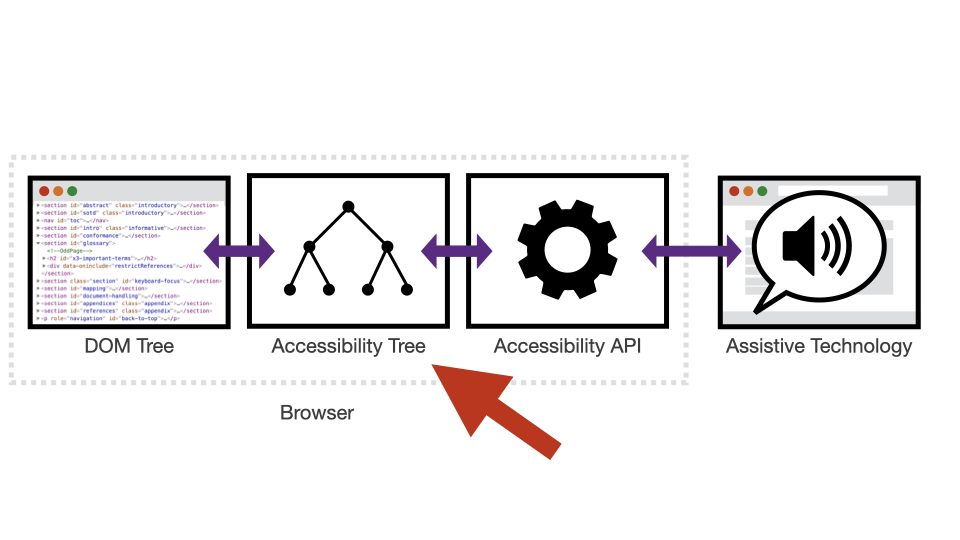 ▶<section id="abstract" class="introductory">…</section>
▶<section id="sotd" class="introductory">…</section>
▶<nav id="toc">…</nav>
▶<section id="intro" class="informative">…</section>
▶<section id="conformance">…</section>
▼<section id="glossary">
<!--OddPage-->
▶<h2 id="x3-important-terms">…</h2>
▶<div data-oninclude="restrictReferences">…</div>
</section>
▶<section class="section" id="keyboard-focus">…</section>
▶<section id="mapping">…</section>
▶<section id="document-handling">…</section>
▶<section id="appendices" class="appendix">…</section>
▶<section id="references" class="appendix">…</section>
▶<p role="navigation" id="back-to-top">…</p>
DOM Tree
Accessibility Tree
Accessibility API
Assistive Technology
Browser